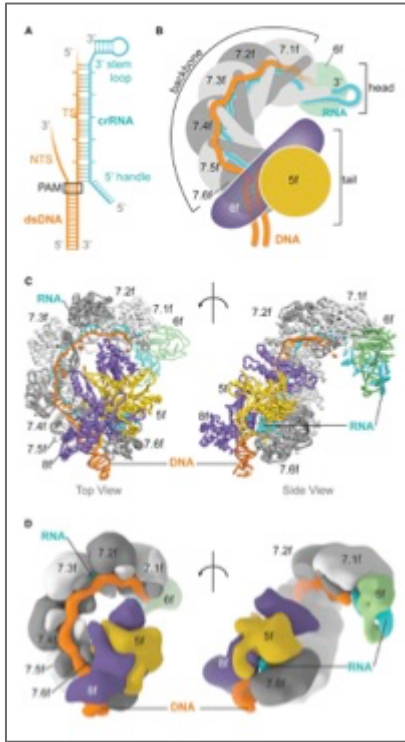 A
3'
5'
3' stem
loop
TS
crRNA
3'
NTS
5' handle
PAM
5'
dsDNA
5' 3'
B
backbone
7.1f
7.2f
7.3f
7.4f
7.5f
7.6f
6f
3'
RNA
head
5f
8f
tail
DNA
C
RNA
7.2f
7.1f
7.3f
6f
7.4f
7.5f
8f
5f
7.6f
DNA
Top View
7.2f
7.1f
6f
5f
8f
RNA
7.6f
Side View
D
RNA
7.2f
7.3f
7.1f
6f
7.4f
7.5f
7.6f
8f
5f
DNA
7.2f
7.1f
6f
5f
8f
RNA
7.6f